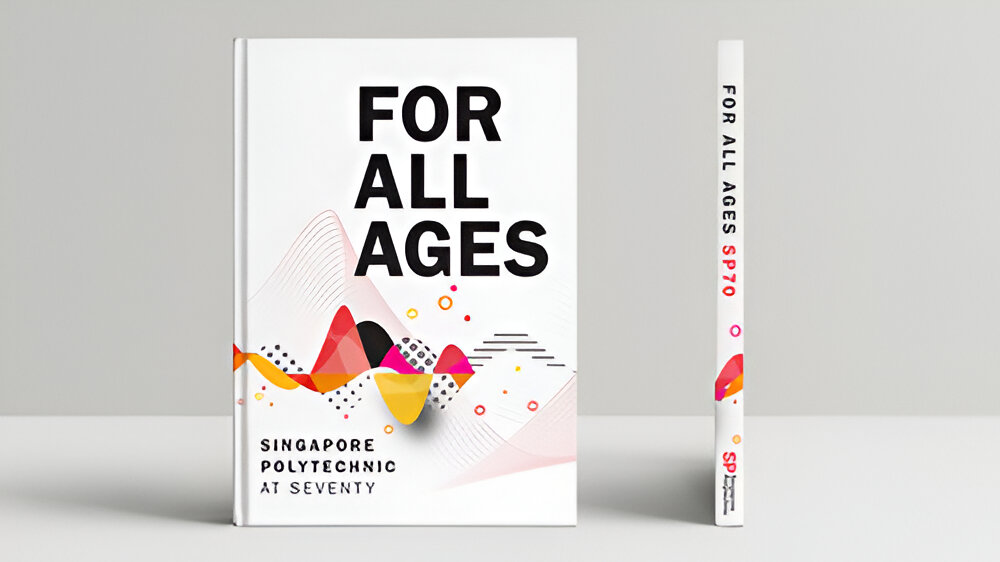 FOR
ALL
AGES
SINGAPORE
POLYTECHNIC
AT SEVENTY
FOR ALL AGES SP70
SP